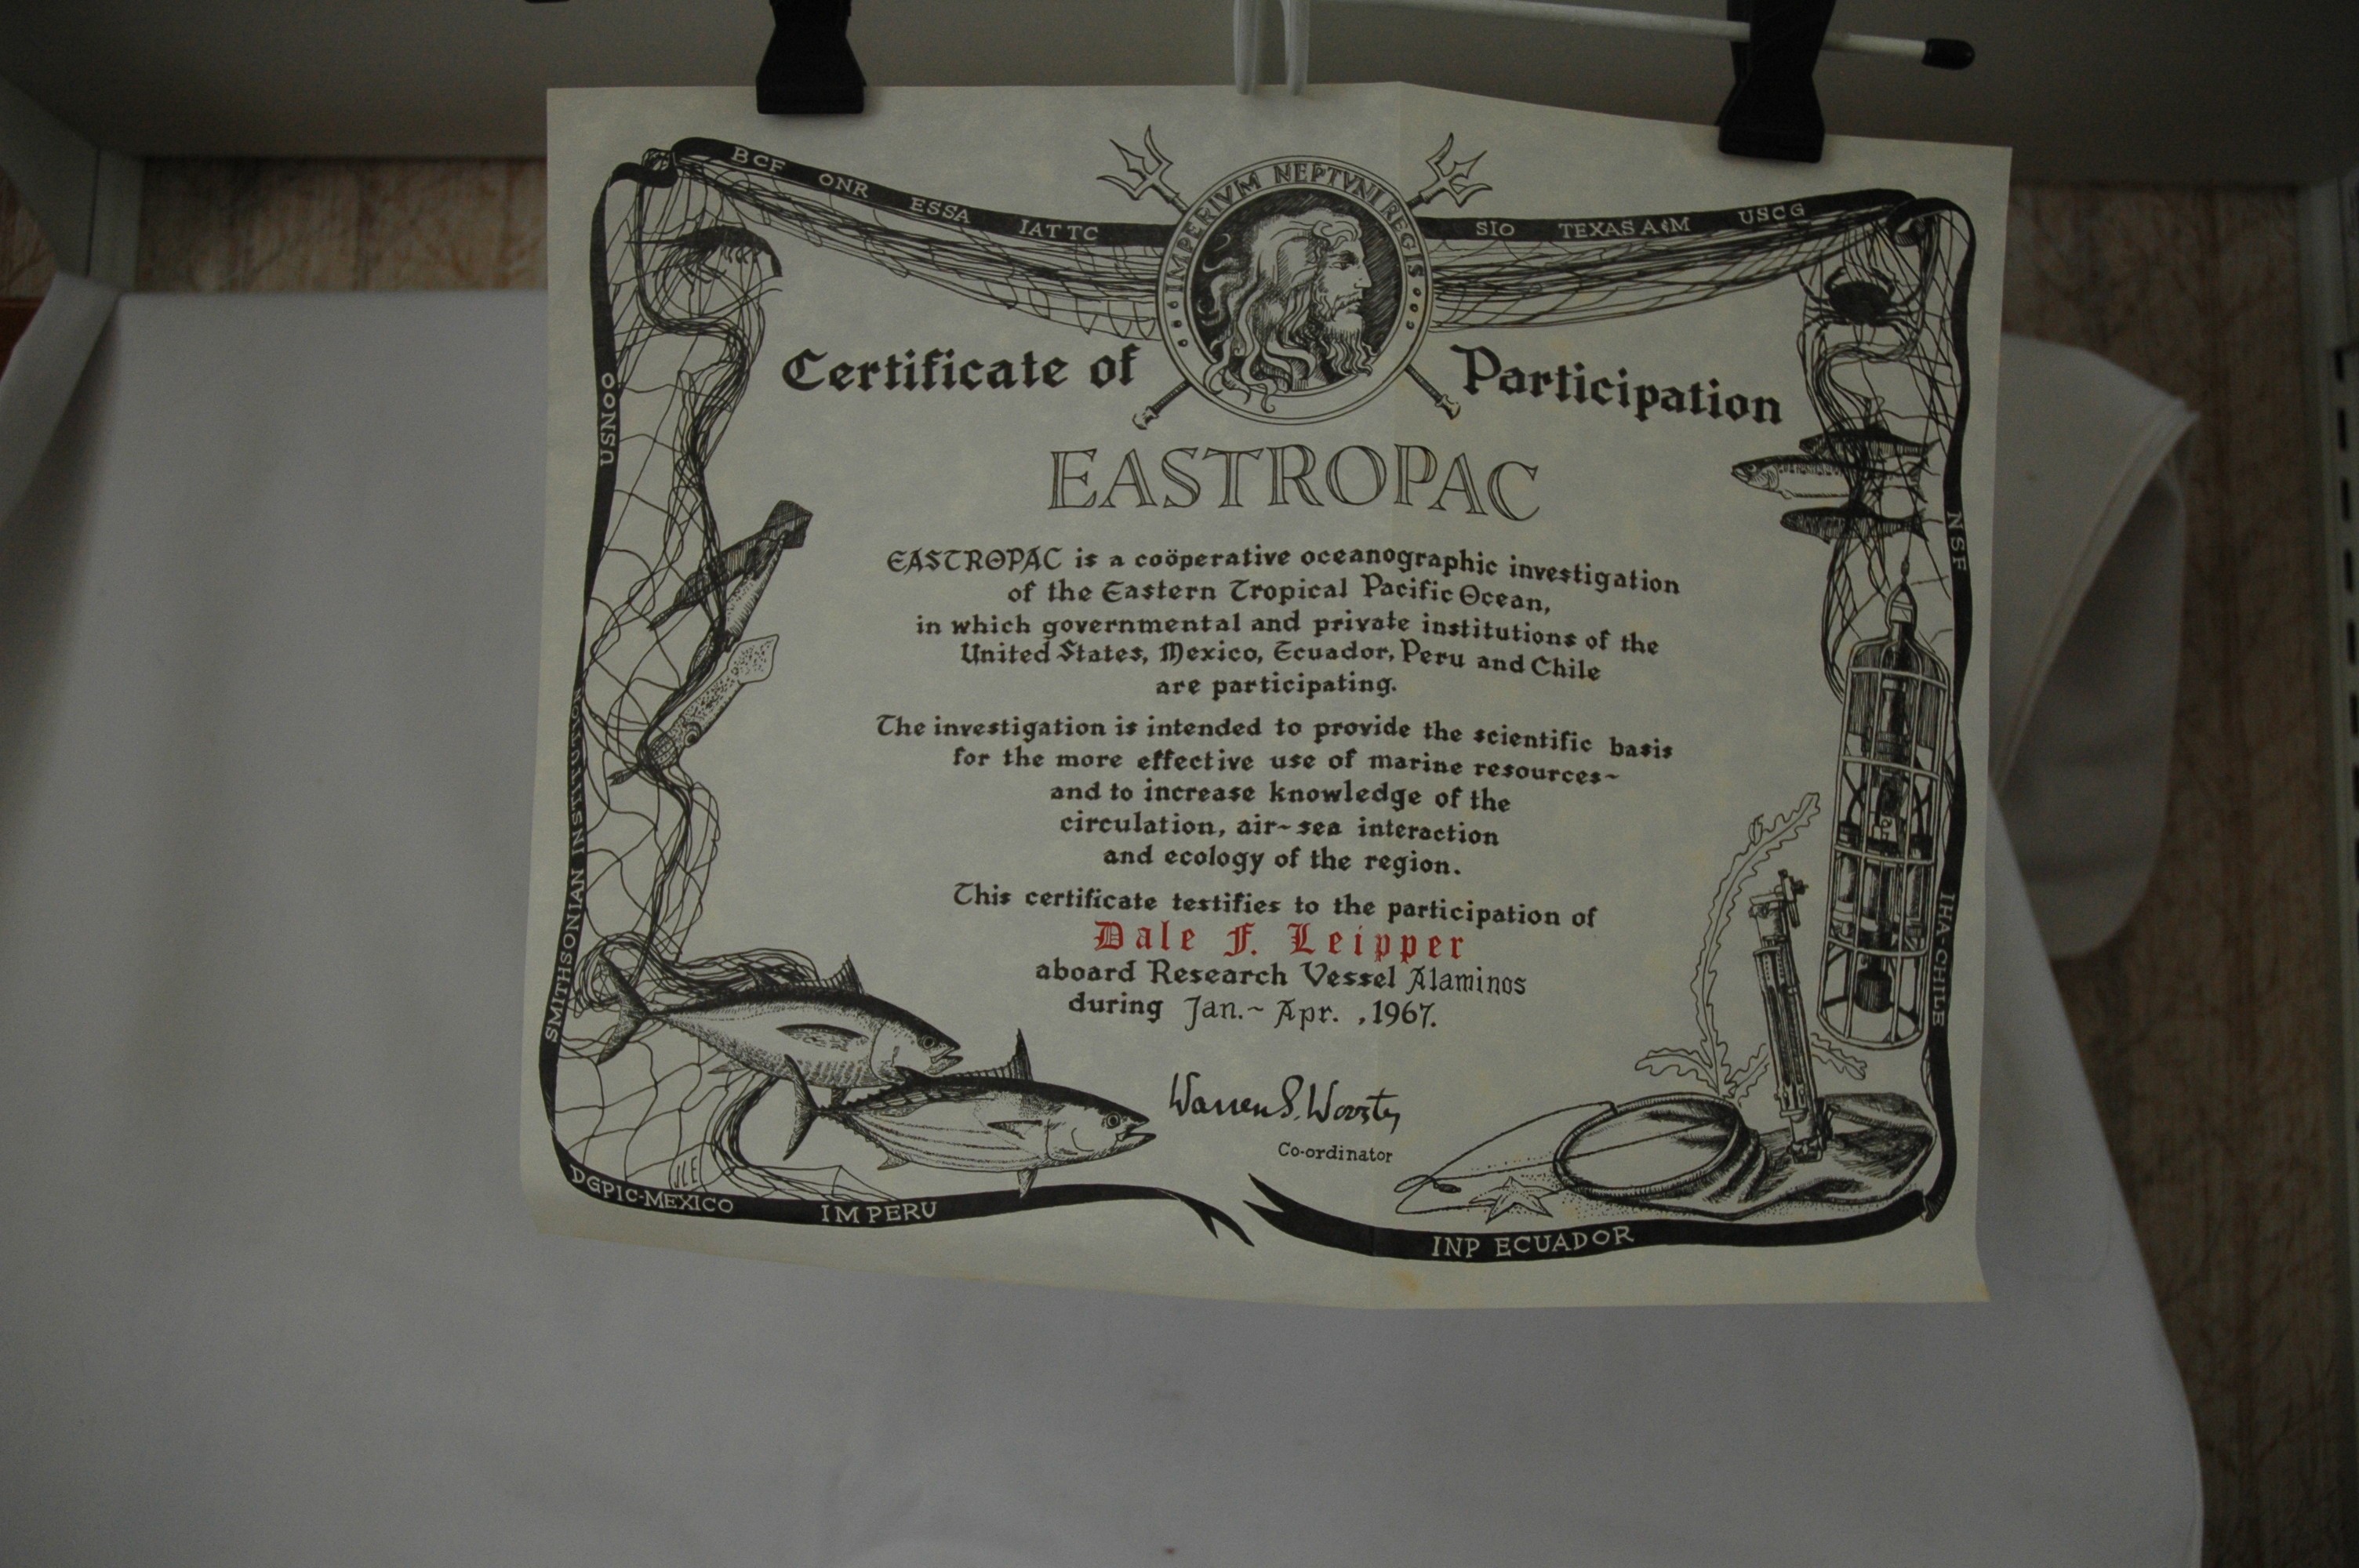 BCF ONR ESSA IATTC
IMPERIVM NEPTVNI REGIS
SIO TEXAS A&M USCG
USNOO
SMITHSONIAN INSTITUTION
Certificate of Participation
EASTROPAC
EASTROPAC is a coöperative oceanographic investigation
of the Eastern Tropical Pacific Ocean,
in which governmental and private institutions of the
United States, Mexico, Ecuador, Peru and Chile
are participating.
The investigation is intended to provide the scientific basis
for the more effective use of marine resources~
and to increase knowledge of the
circulation, air~sea interaction
and ecology of the region.
This certificate testifies to the participation of
Dale F. Leipper
aboard Research Vessel Alaminos
during Jan.~ Apr. , 1967.
Warren S. Wooster
Co-ordinator
NSF
IHA-CHILE
DGPIC-MEXICO IM PERU
INP ECUADOR